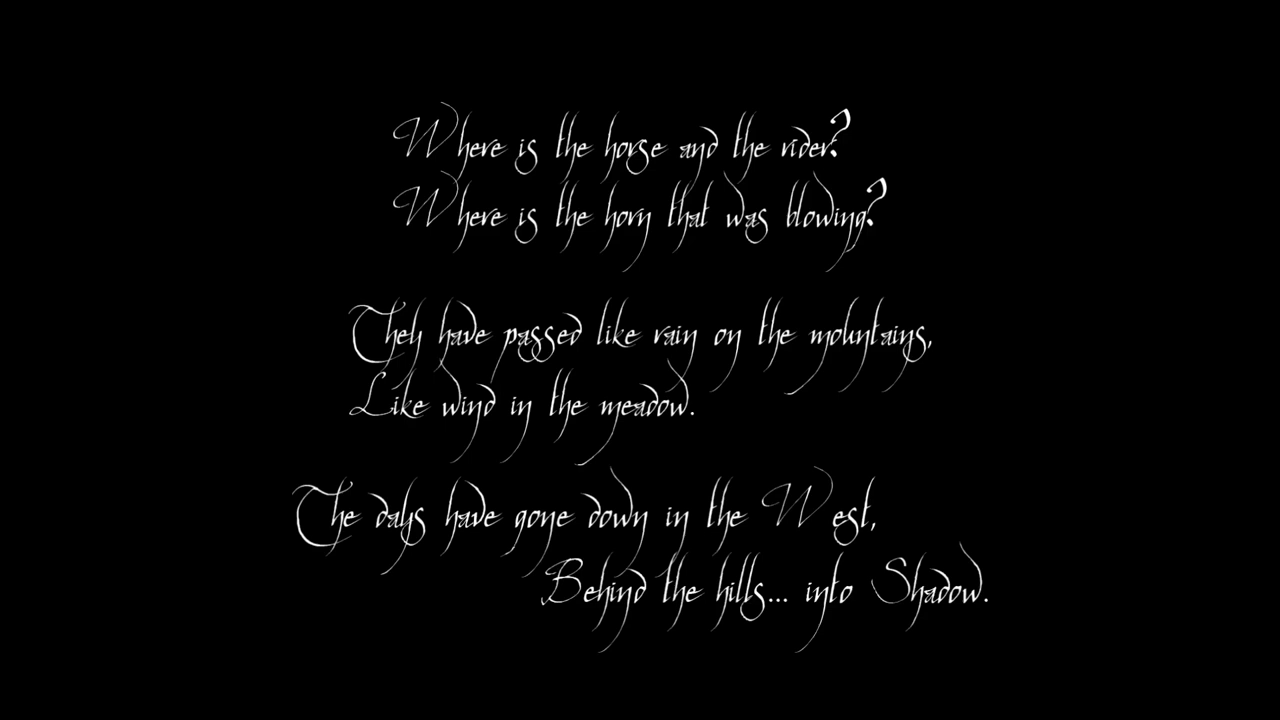 Where is the horse and the rider?
Where is the horn that was blowing?
They have passed like rain on the mountains,
Like wind in the meadow.
The days have gone down in the West,
Behind the hills... into Shadow.